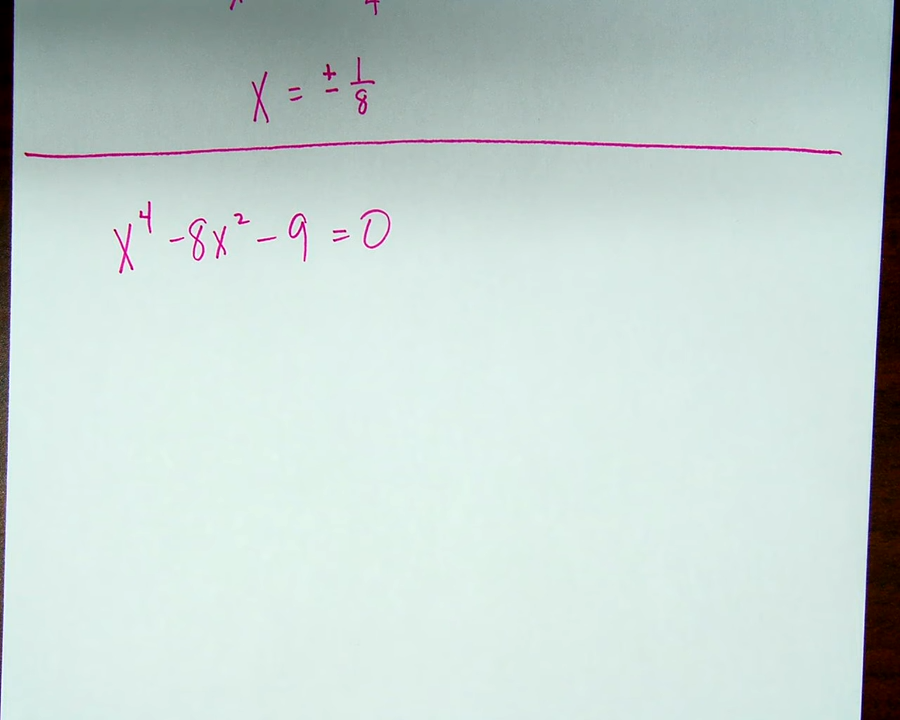 x = ± 1/8
x⁴ - 8x² - 9 = 0